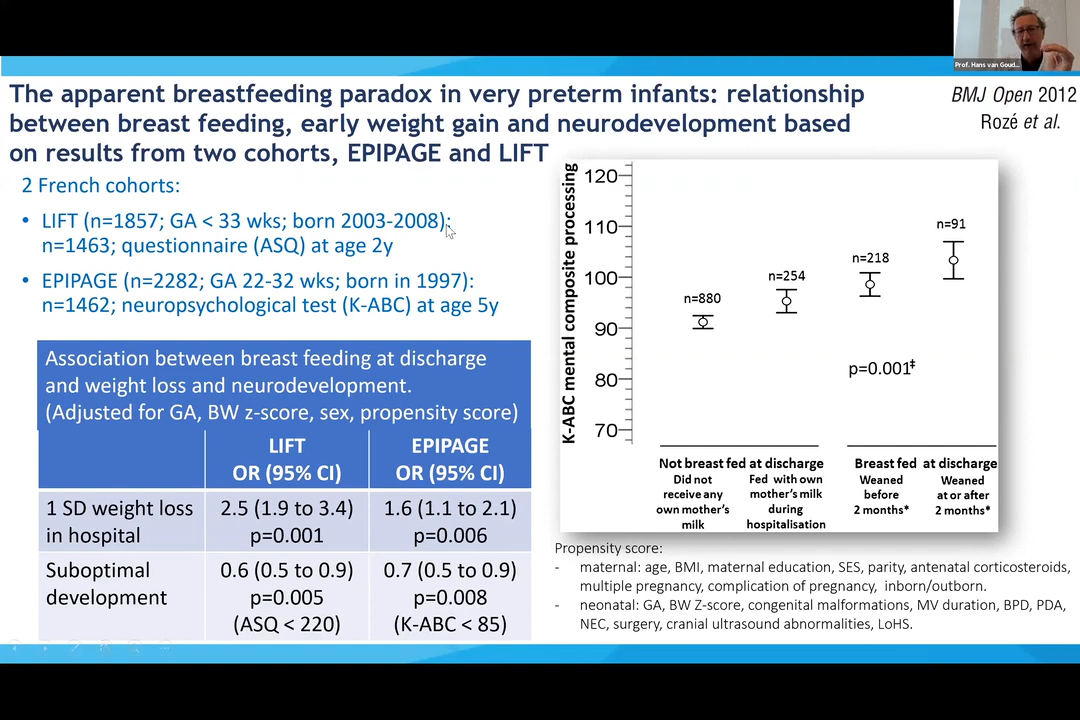 Prof. Hans van Goud...
The apparent breastfeeding paradox in very preterm infants: relationship
between breast feeding, early weight gain and neurodevelopment based
on results from two cohorts, EPIPAGE and LIFT
BMJ Open 2012
Rozé et al.
2 French cohorts:
• LIFT (n=1857; GA < 33 wks; born 2003-2008):
n=1463; questionnaire (ASQ) at age 2y
• EPIPAGE (n=2282; GA 22-32 wks; born in 1997):
n=1462; neuropsychological test (K-ABC) at age 5y
Association between breast feeding at discharge
and weight loss and neurodevelopment.
(Adjusted for GA, BW z-score, sex, propensity score)
LIFT
OR (95% CI)
EPIPAGE
OR (95% CI)
1 SD weight loss
in hospital
2.5 (1.9 to 3.4)
p=0.001
1.6 (1.1 to 2.1)
p=0.006
Suboptimal
development
0.6 (0.5 to 0.9)
p=0.005
(ASQ < 220)
0.7 (0.5 to 0.9)
p=0.008
(K-ABC < 85)
K-ABC mental composite processing
120
110
100
90
80
70
n=880
n=254
n=218
n=91
p=0.001‡
Not breast fed at discharge
Did not
receive any
own mother's
milk
Fed with own
mother's milk
during
hospitalisation
Breast fed at discharge
Weaned
before
2 months*
Weaned
at or after
2 months*
Propensity score:
- maternal: age, BMI, maternal education, SES, parity, antenatal corticosteroids,
multiple pregnancy, complication of pregnancy, inborn/outborn.
- neonatal: GA, BW Z-score, congenital malformations, MV duration, BPD, PDA,
NEC, surgery, cranial ultrasound abnormalities, LoHS.